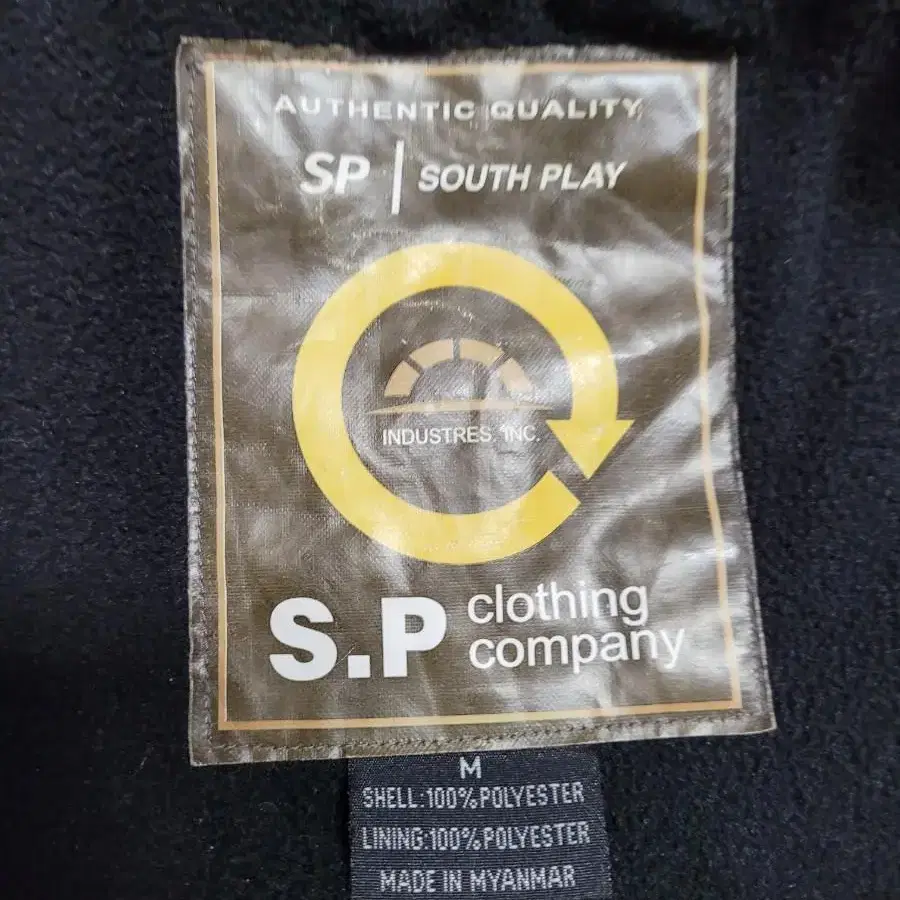 AUTHENTIC QUALITY
SP | SOUTH PLAY
INDUSTRES. INC.
S.P clothing company
M
SHELL:100%POLYESTER
LINING:100%POLYESTER
MADE IN MYANMAR